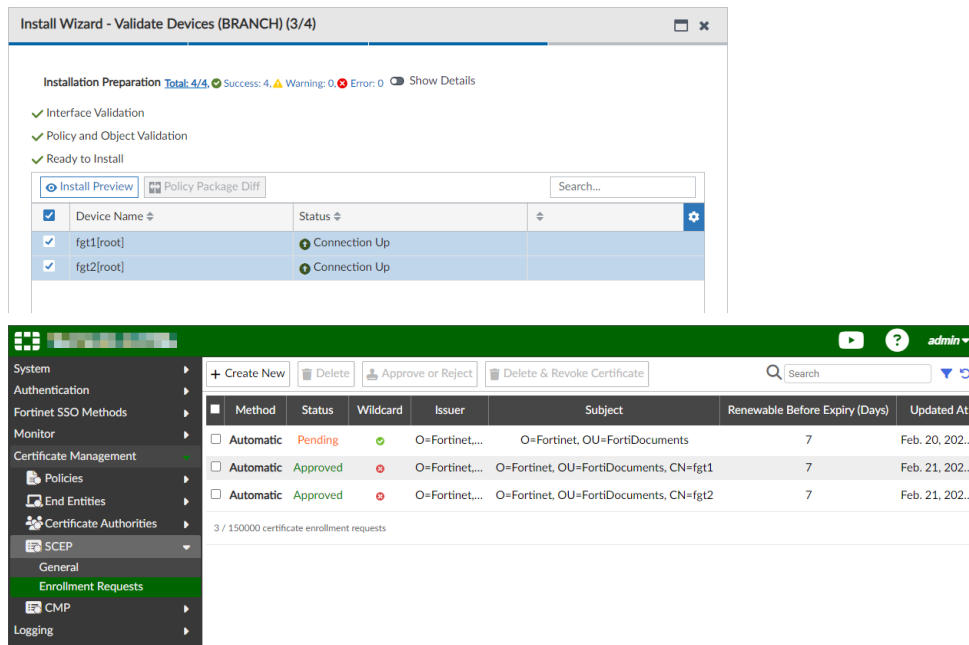 Install Wizard - Validate Devices (BRANCH) (3/4)
Installation Preparation Total: 4/4, Success: 4, Warning: 0, Error: 0 Show Details
Interface Validation
Policy and Object Validation
Ready to Install
Install Preview Policy Package Diff Search...
Device Name Status
fgt1[root] Connection Up
fgt2[root] Connection Up
admin
System
Authentication
Fortinet SSO Methods
Monitor
Certificate Management
Policies
End Entities
Certificate Authorities
SCEP
General
Enrollment Requests
CMP
Logging
+ Create New Delete Approve or Reject Delete & Revoke Certificate Search
Method Status Wildcard Issuer Subject Renewable Before Expiry (Days) Updated At
Automatic Pending O=Fortinet,... O=Fortinet, OU=FortiDocuments 7 Feb. 20, 202...
Automatic Approved O=Fortinet,... O=Fortinet, OU=FortiDocuments, CN=fgt1 7 Feb. 21, 202...
Automatic Approved O=Fortinet,... O=Fortinet, OU=FortiDocuments, CN=fgt2 7 Feb. 21, 202...
3 / 150000 certificate enrollment requests